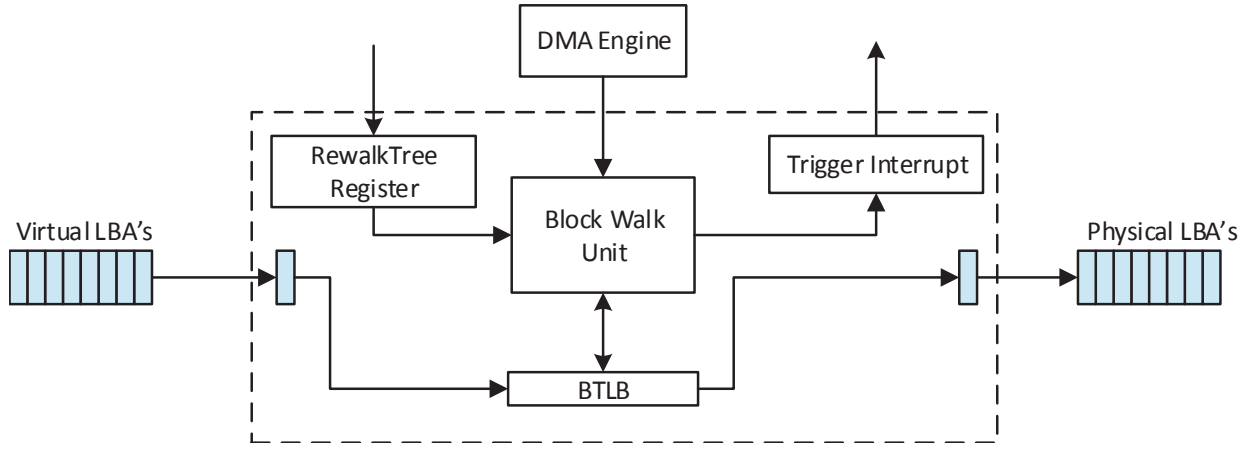 DMA Engine
RewalkTree
Register
Trigger Interrupt
Block Walk
Unit
Virtual LBA's
Physical LBA's
BTLB